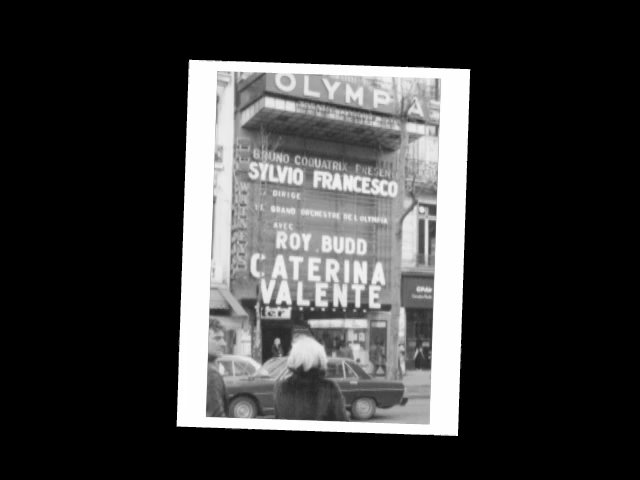 OLYMPIA
BRUNO COQUATRIX PRESENTE
SYLVIO FRANCESCO
DIRIGE
LE GRAND ORCHESTRE DE L'OLYMPIA
AVEC
ROY BUDD
CATERINA
VALENTE